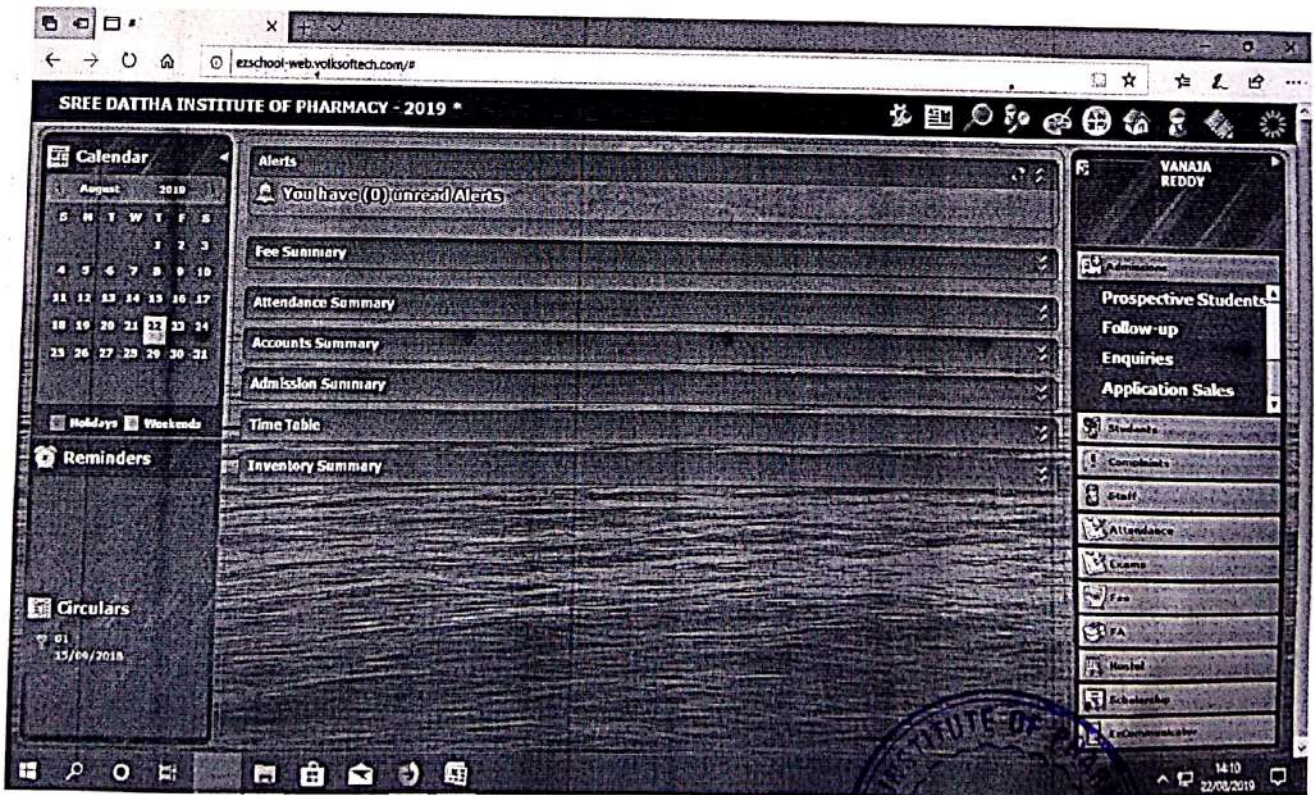 ezschool-web.volksoftech.com/#
SREE DATTHA INSTITUTE OF PHARMACY - 2019 *
Calendar
August 2019
S M T W T F S
1 2 3
4 5 6 7 8 9 10
11 12 13 14 15 16 17
18 19 20 21 22 23 24
25 26 27 28 29 30 31
Holidays Weekends
Reminders
Circulars
01
15/09/2018
Alerts
You have (0) unread Alerts
Fee Summary
Attendance Summary
Accounts Summary
Admission Summary
Time Table
Inventory Summary
VANAJA
REDDY
Admissions
Prospective Students
Follow-up
Enquiries
Application Sales
Students
Complaints
Staff
Attendance
Exams
Fee
FA
Hostel
Scholarship
EzCommunicator
INSTITUTE OF
14:10
22/08/2019